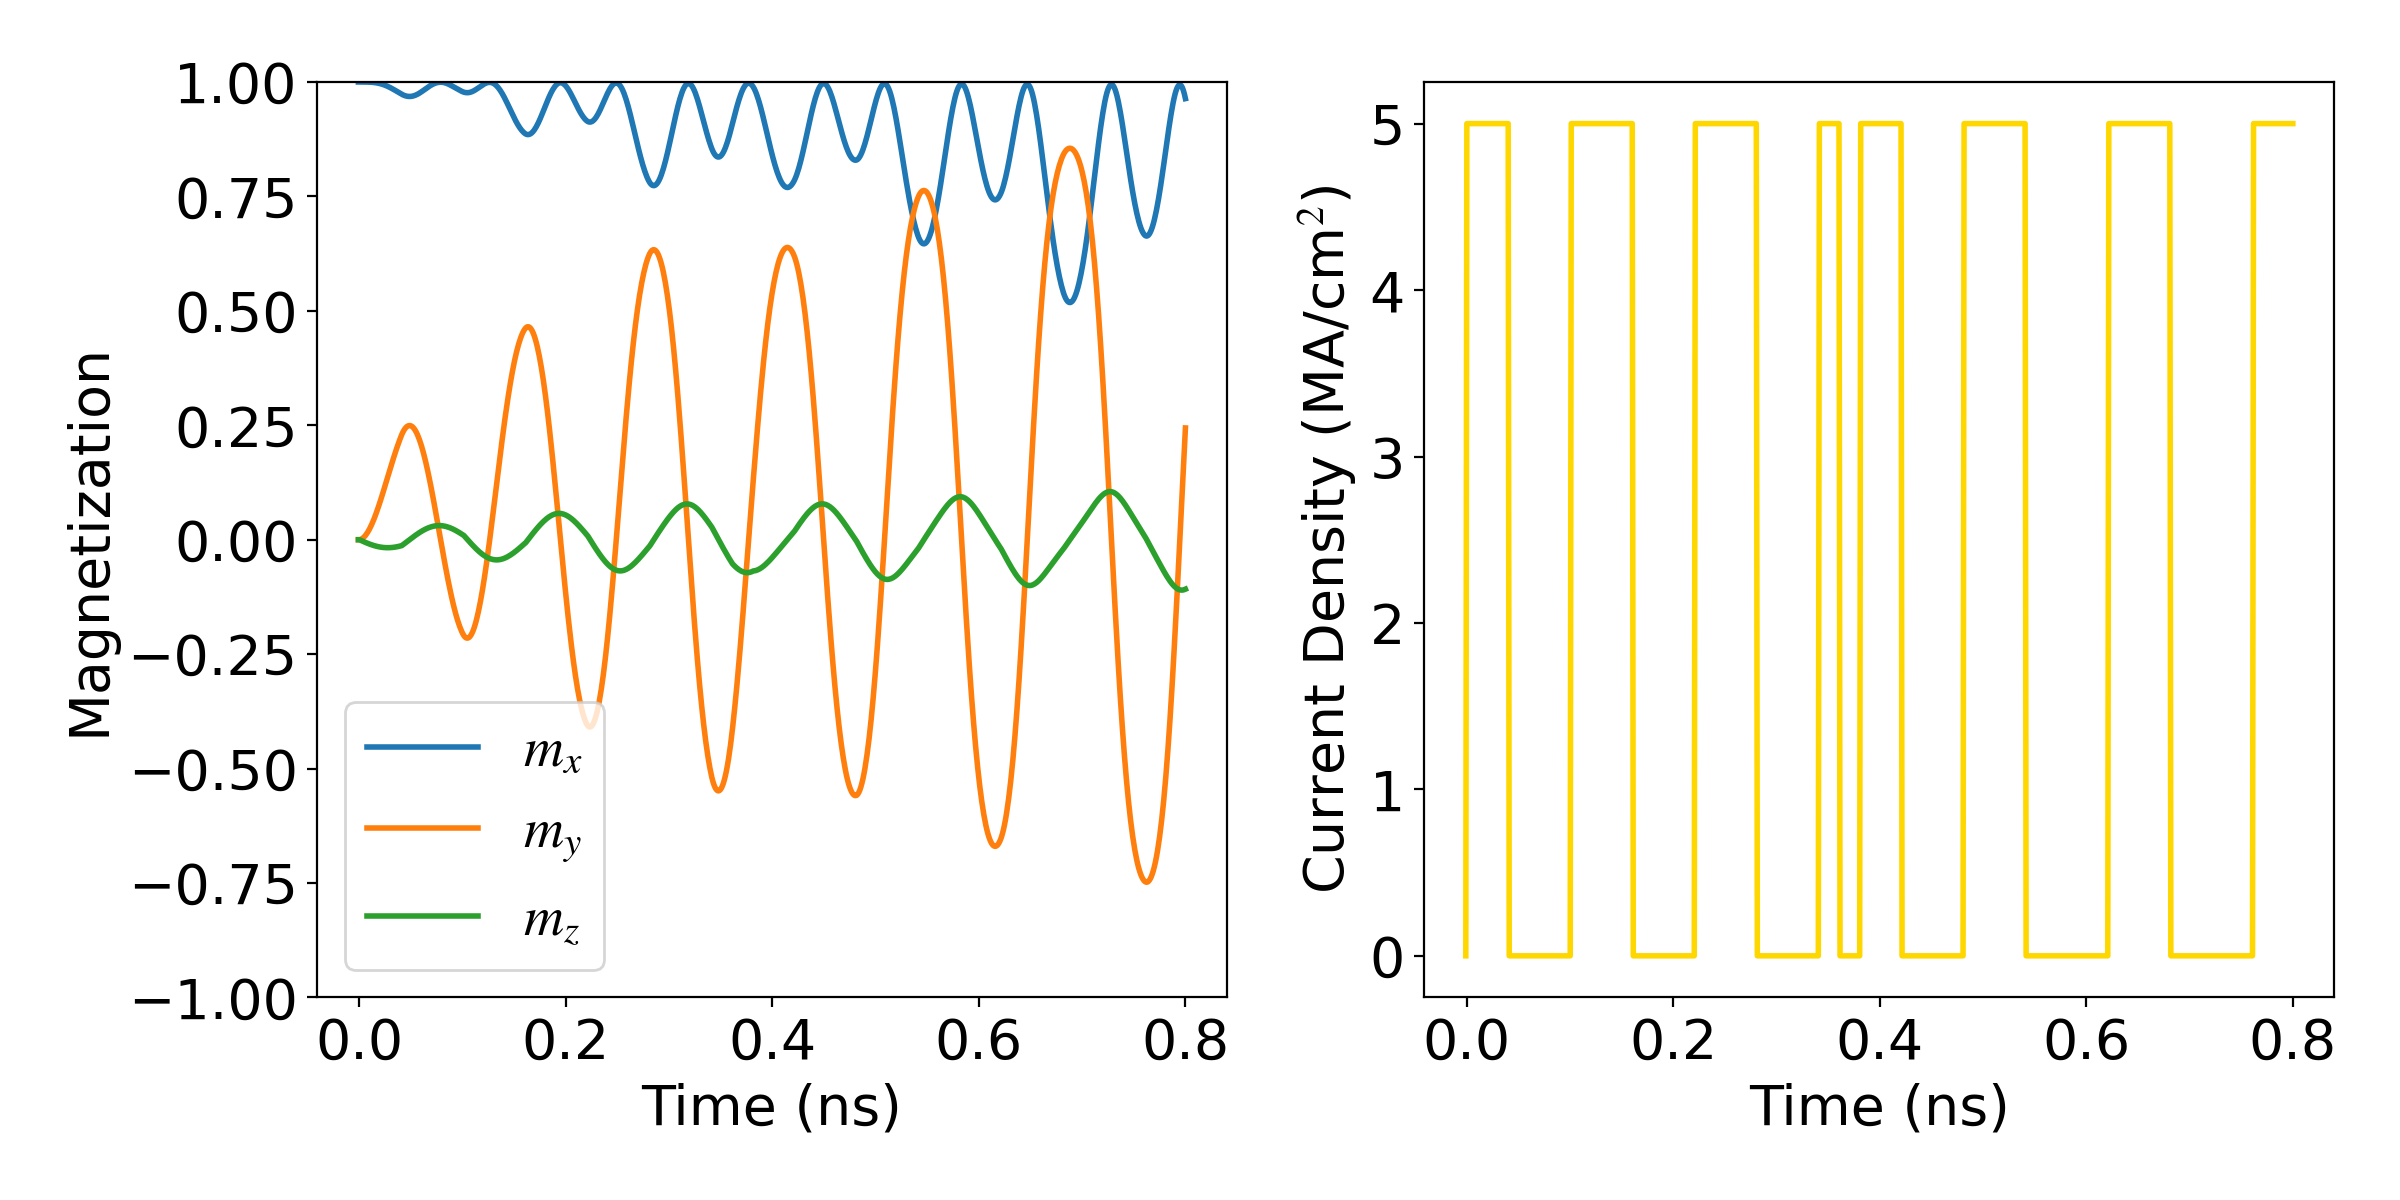 Magnetization
1.00
0.75
0.50
0.25
0.00
−0.25
−0.50
−0.75
−1.00
0.0 0.2 0.4 0.6 0.8
Time (ns)
mₓ
m_y
m_z
Current Density (MA/cm²)
5
4
3
2
1
0
0.0 0.2 0.4 0.6 0.8
Time (ns)